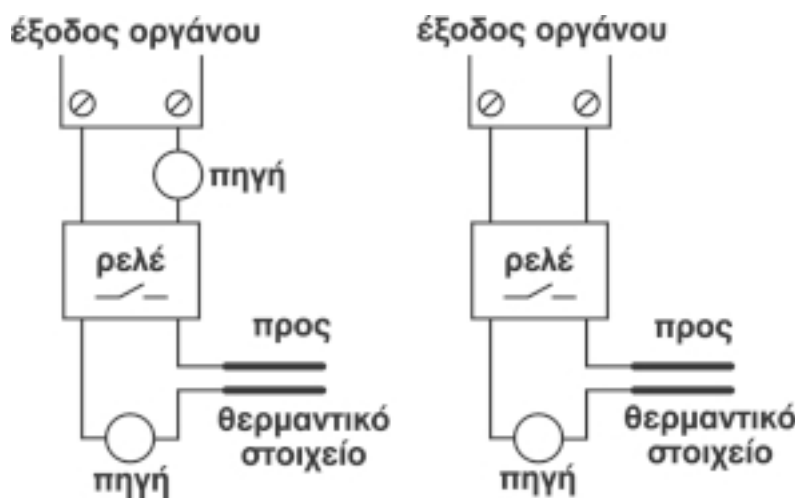 έξοδος οργάνου
πηγή
ρελέ
προς
θερμαντικό
στοιχείο
πηγή
έξοδος οργάνου
ρελέ
προς
θερμαντικό
στοιχείο
πηγή